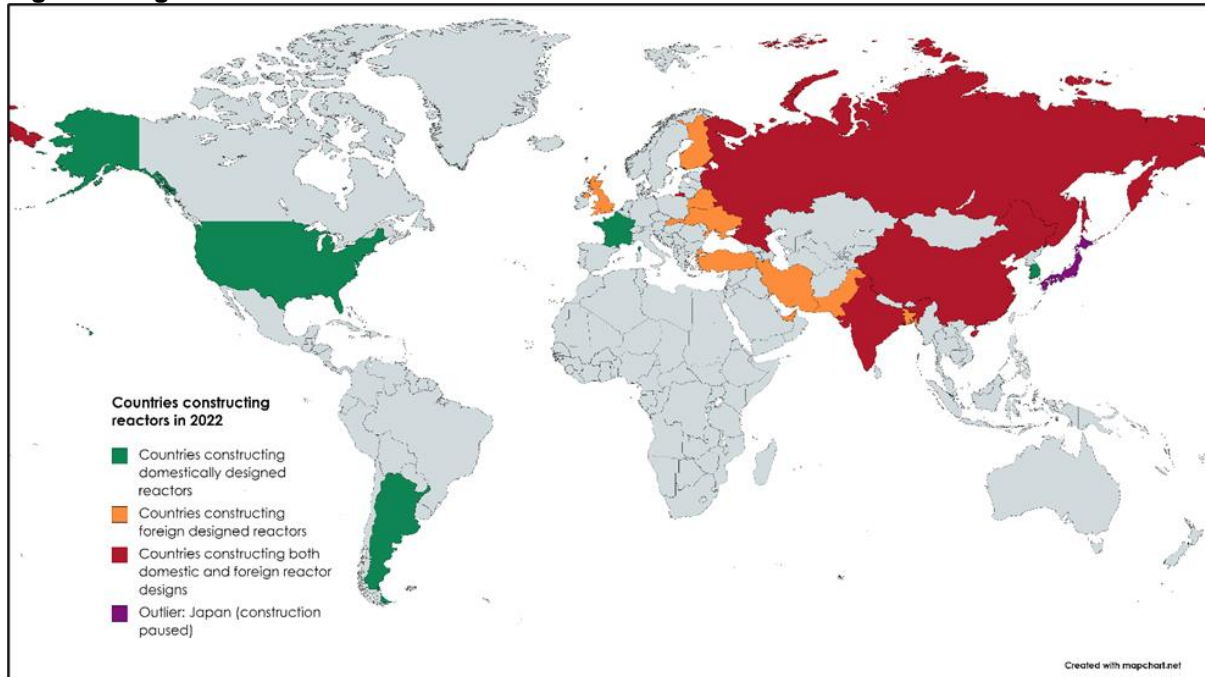 Countries constructing
reactors in 2022
Countries constructing
domestically designed
reactors
Countries constructing
foreign designed reactors
Countries constructing both
domestic and foreign reactor
designs
Outlier: Japan (construction
paused)
Created with mapchart.net